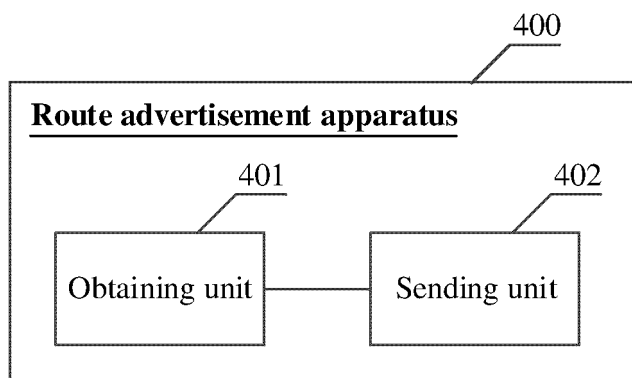 400
Route advertisement apparatus
401
402
Obtaining unit
Sending unit